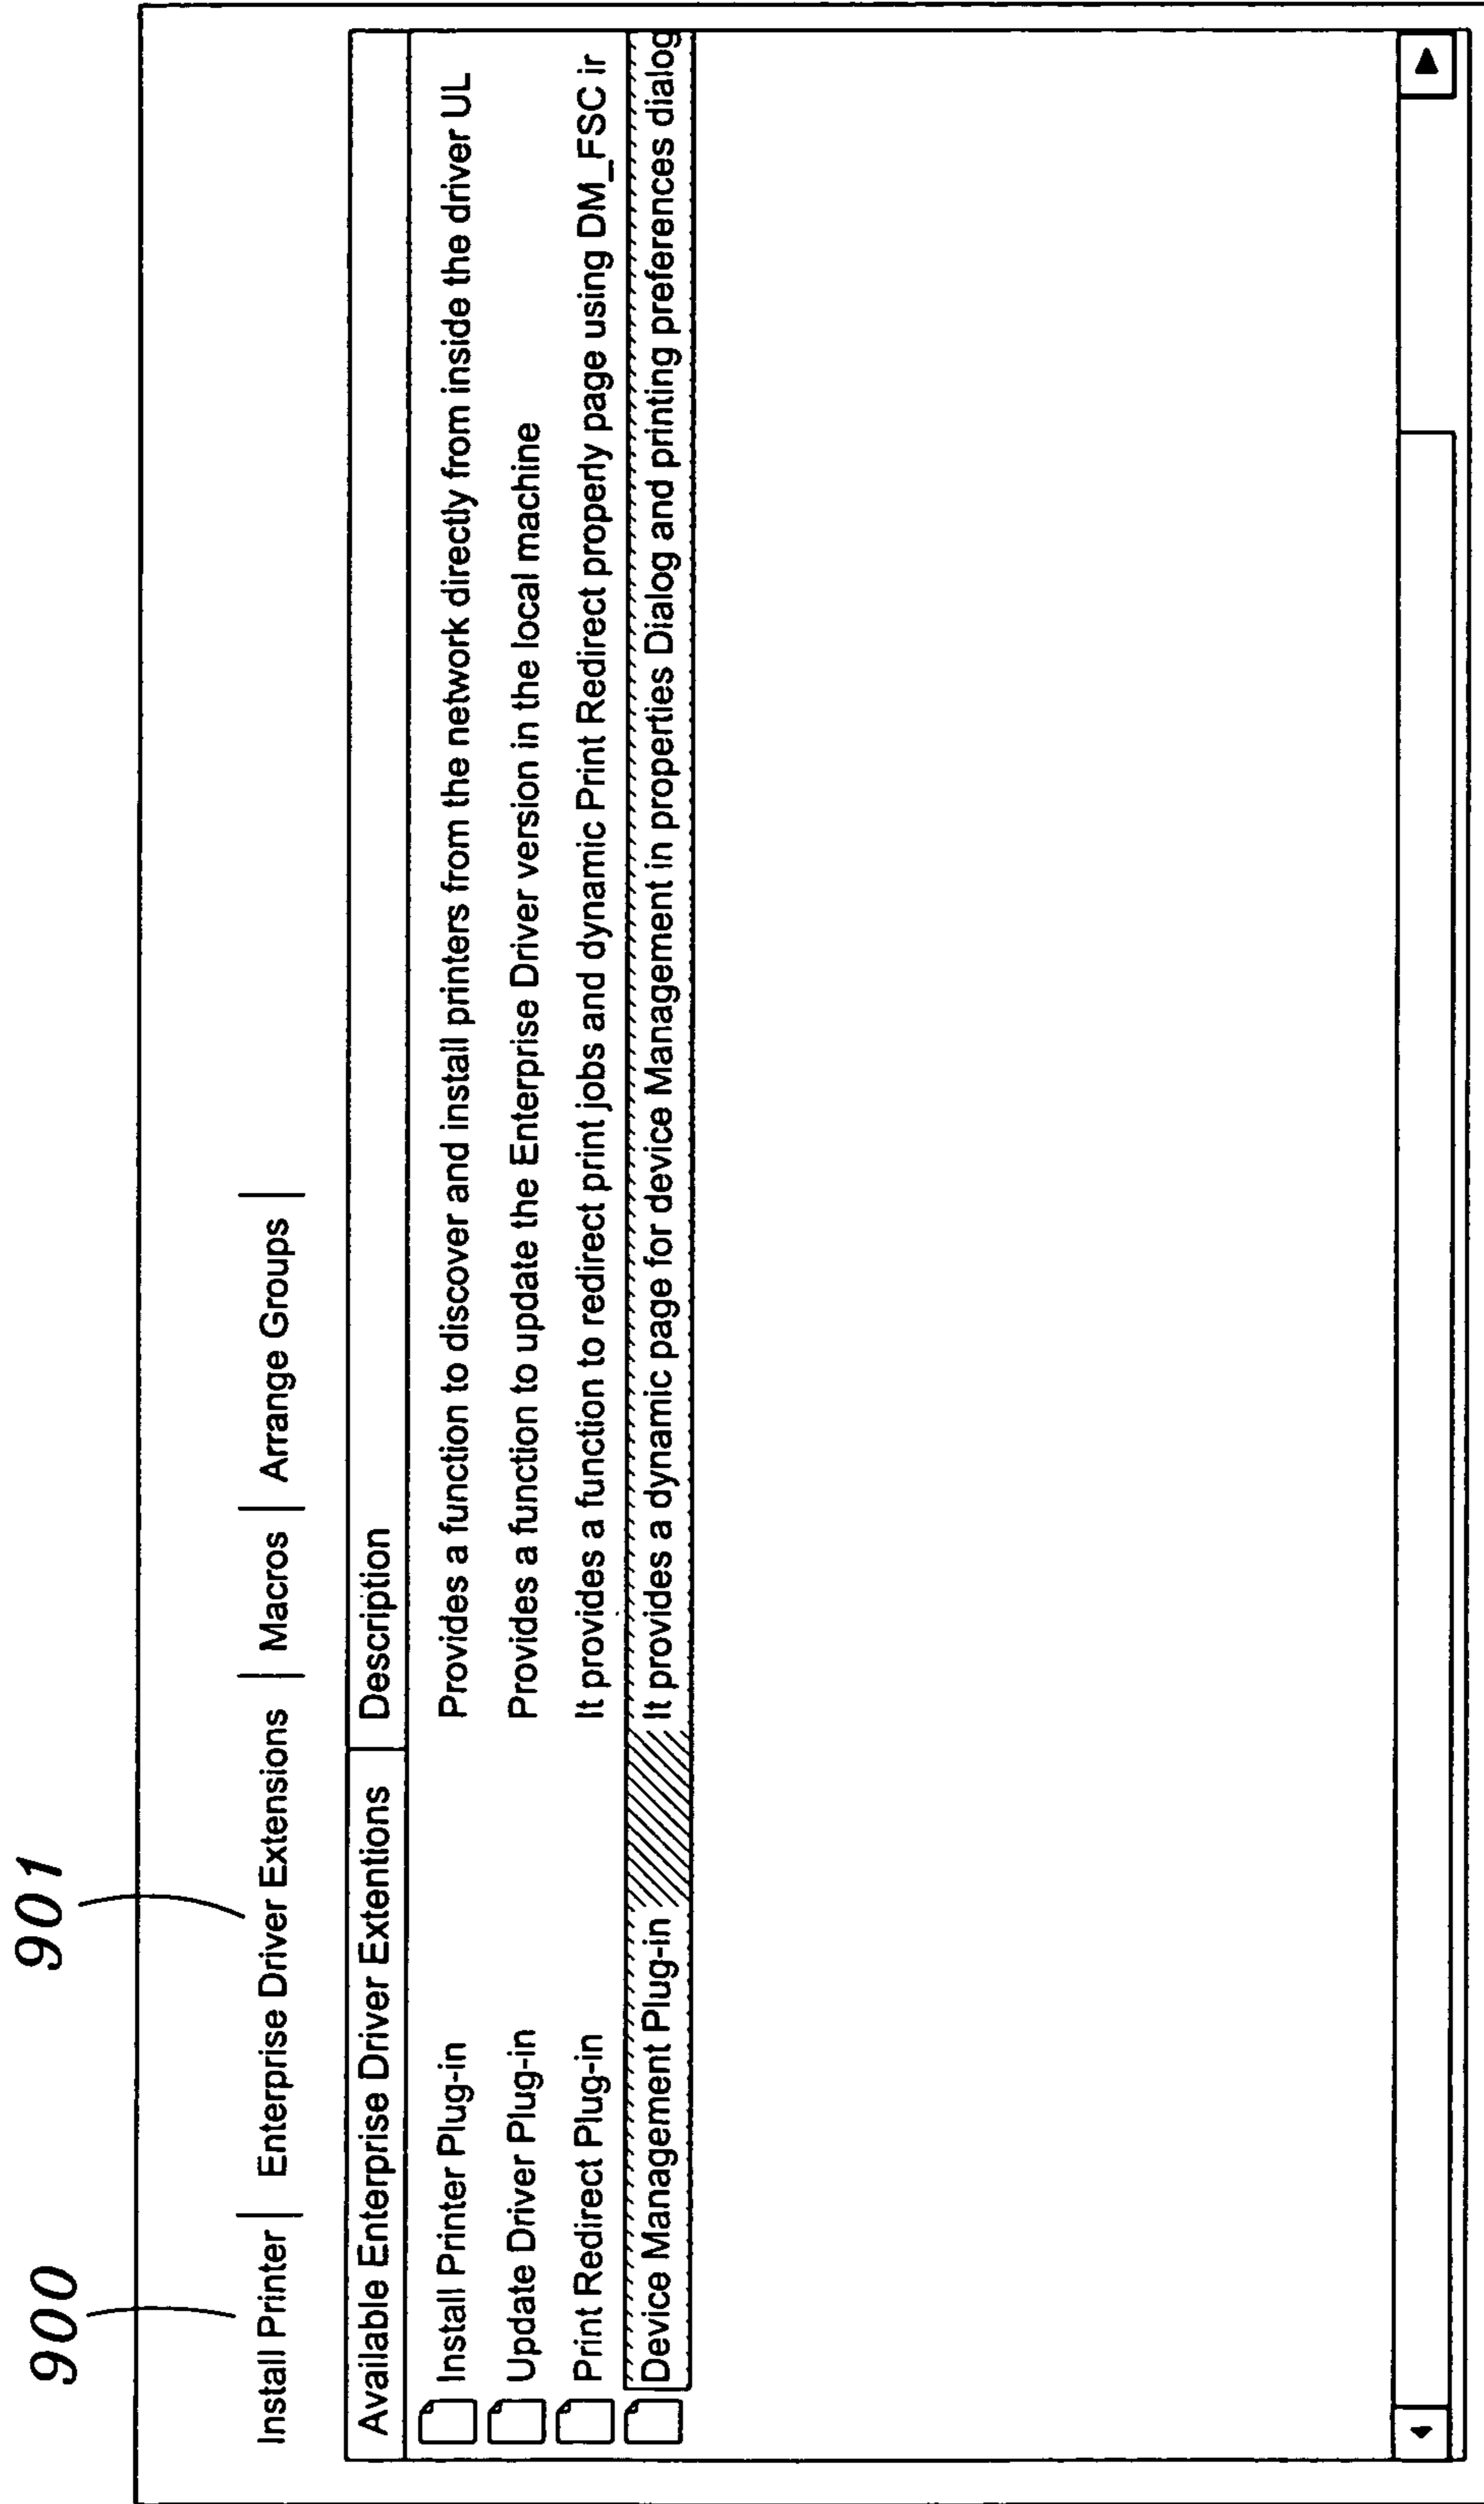 900
901
Install Printer | Enterprise Driver Extensions | Macros | Arrange Groups |
Available Enterprise Driver Extentions Description
Install Printer Plug-in Provides a function to discover and install printers from the network directly from inside the driver UL
Update Driver Plug-in Provides a function to update the Enterprise Driver version in the local machine
Print Redirect Plug-in It provides a function to redirect print jobs and dynamic Print Redirect properly page using DM_FSC ir
Device Management Plug-in It provides a dynamic page for device Management in properties Dialog and printing preferences dialog